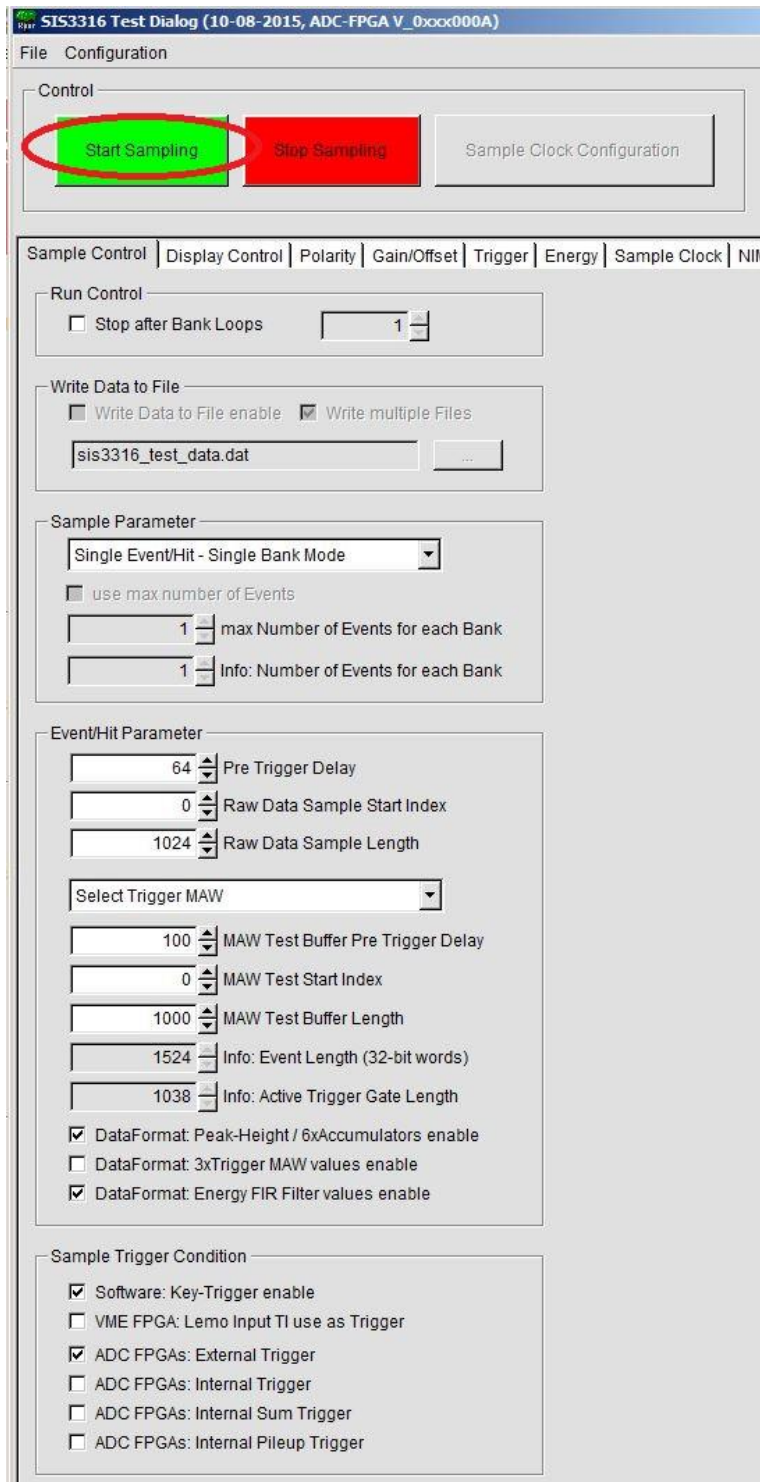 SIS3316 Test Dialog (10-08-2015, ADC-FPGA V_0xxx000A)
File Configuration
Control
Start Sampling Stop Sampling Sample Clock Configuration
Sample Control Display Control Polarity Gain/Offset Trigger Energy Sample Clock
Run Control
Stop after Bank Loops 1
Write Data to File
Write Data to File enable Write multiple Files
sis3316_test_data.dat ...
Sample Parameter
Single Event/Hit - Single Bank Mode
use max number of Events
1 max Number of Events for each Bank
1 Info: Number of Events for each Bank
Event/Hit Parameter
64 Pre Trigger Delay
0 Raw Data Sample Start Index
1024 Raw Data Sample Length
Select Trigger MAW
100 MAW Test Buffer Pre Trigger Delay
0 MAW Test Start Index
1000 MAW Test Buffer Length
1524 Info: Event Length (32-bit words)
1038 Info: Active Trigger Gate Length
DataFormat: Peak-Height / 6xAccumulators enable
DataFormat: 3xTrigger MAW values enable
DataFormat: Energy FIR Filter values enable
Sample Trigger Condition
Software: Key-Trigger enable
VME FPGA: Lemo Input TI use as Trigger
ADC FPGAs: External Trigger
ADC FPGAs: Internal Trigger
ADC FPGAs: Internal Sum Trigger
ADC FPGAs: Internal Pileup Trigger